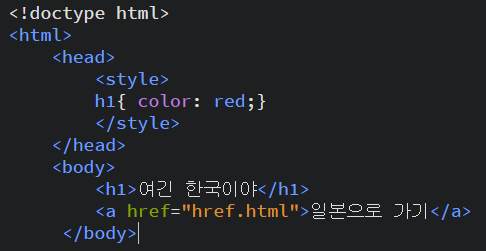 <!doctype html>
<html>
<head>
<style>
h1{ color: red;}
</style>
</head>
<body>
<h1>여긴 한국이야</h1>
<a href="href.html">일본으로 가기</a>
</body>